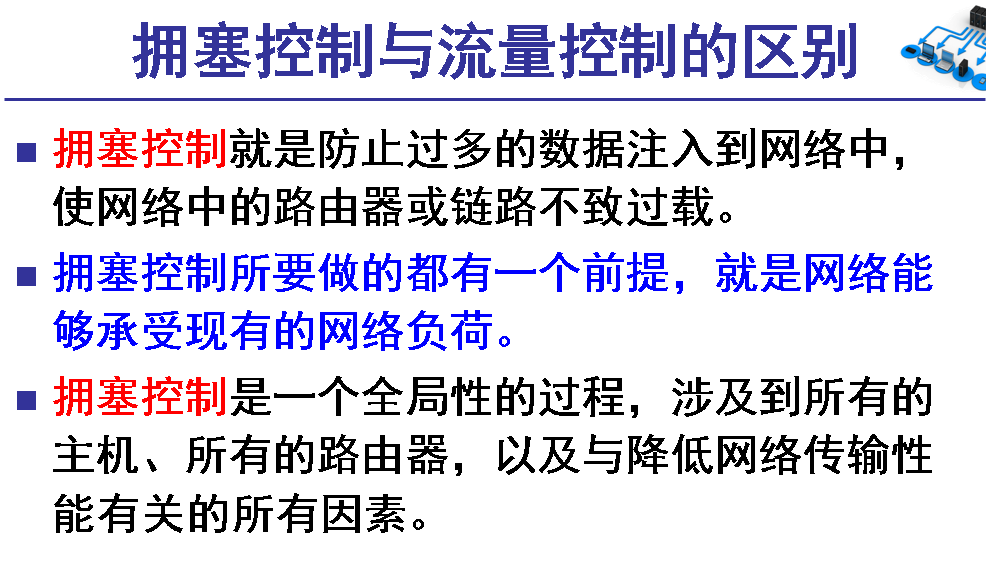 拥塞控制与流量控制的区别
拥塞控制就是防止过多的数据注入到网络中，
使网络中的路由器或链路不致过载。
拥塞控制所要做的都有一个前提，就是网络能
够承受现有的网络负荷。
拥塞控制是一个全局性的过程，涉及到所有的
主机、所有的路由器，以及与降低网络传输性
能有关的所有因素。